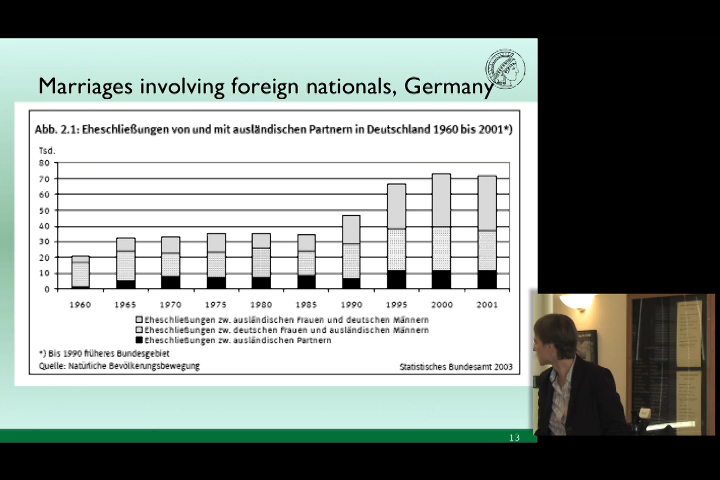 Marriages involving foreign nationals, Germany
Abb. 2.1: Eheschließungen von und mit ausländischen Partnern in Deutschland 1960 bis 2001*)
Tsd.
80
70
60
50
40
30
20
10
0
1960 1965 1970 1975 1980 1985 1990 1995 2000 2001
Eheschließungen zw. ausländischen Frauen und deutschen Männern
Eheschließungen zw. deutschen Frauen und ausländischen Männern
Eheschließungen zw. ausländischen Partnern
*) Bis 1990 früheres Bundesgebiet
Quelle: Natürliche Bevölkerungsbewegung
Statistisches Bundesamt 2003
13